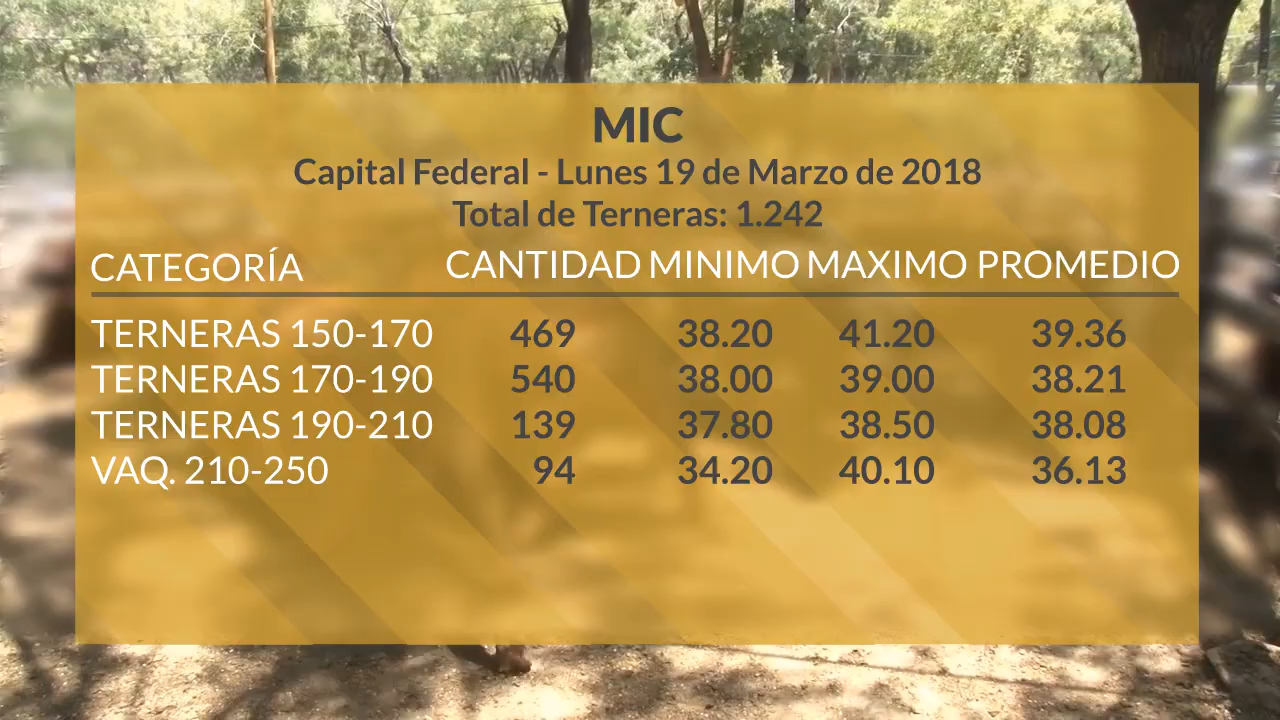 MIC
Capital Federal - Lunes 19 de Marzo de 2018
Total de Terneras: 1.242
CATEGORÍA CANTIDAD MINIMO MAXIMO PROMEDIO
TERNERAS 150-170 469 38.20 41.20 39.36
TERNERAS 170-190 540 38.00 39.00 38.21
TERNERAS 190-210 139 37.80 38.50 38.08
VAQ. 210-250 94 34.20 40.10 36.13